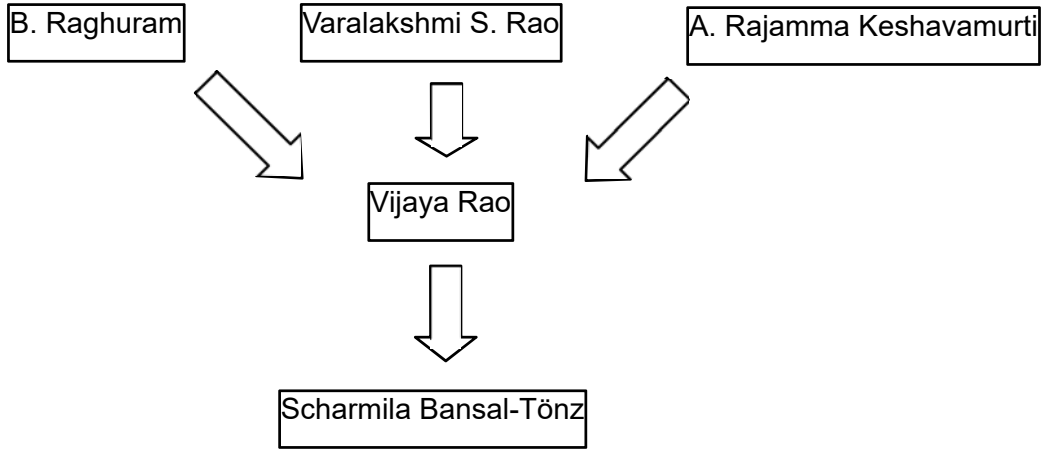 B. Raghuram
Varalakshmi S. Rao
A. Rajamma Keshavamurti
Vijaya Rao
Scharmila Bansal-Tönz